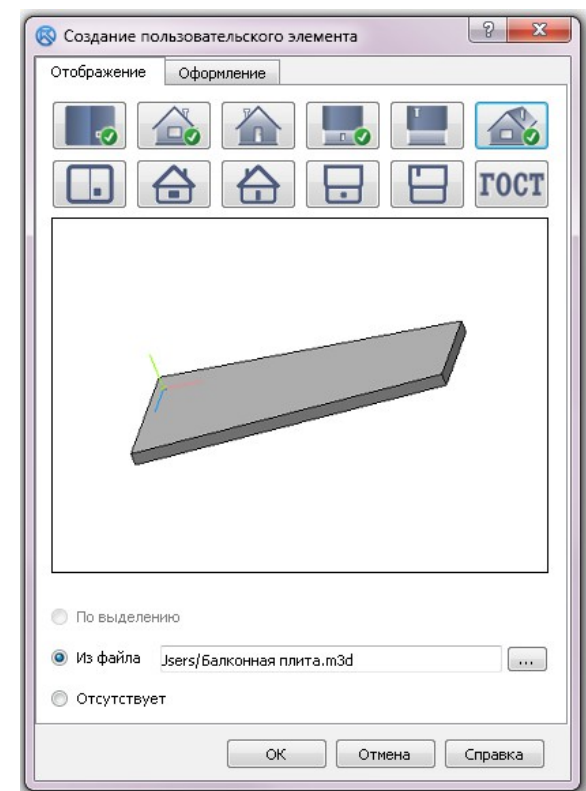 Создание пользовательского элемента
Отображение Оформление
ГОСТ
По выделению
Из файла Jsers/Балконная плита.m3d ...
Отсутствует
ОК Отмена Справка